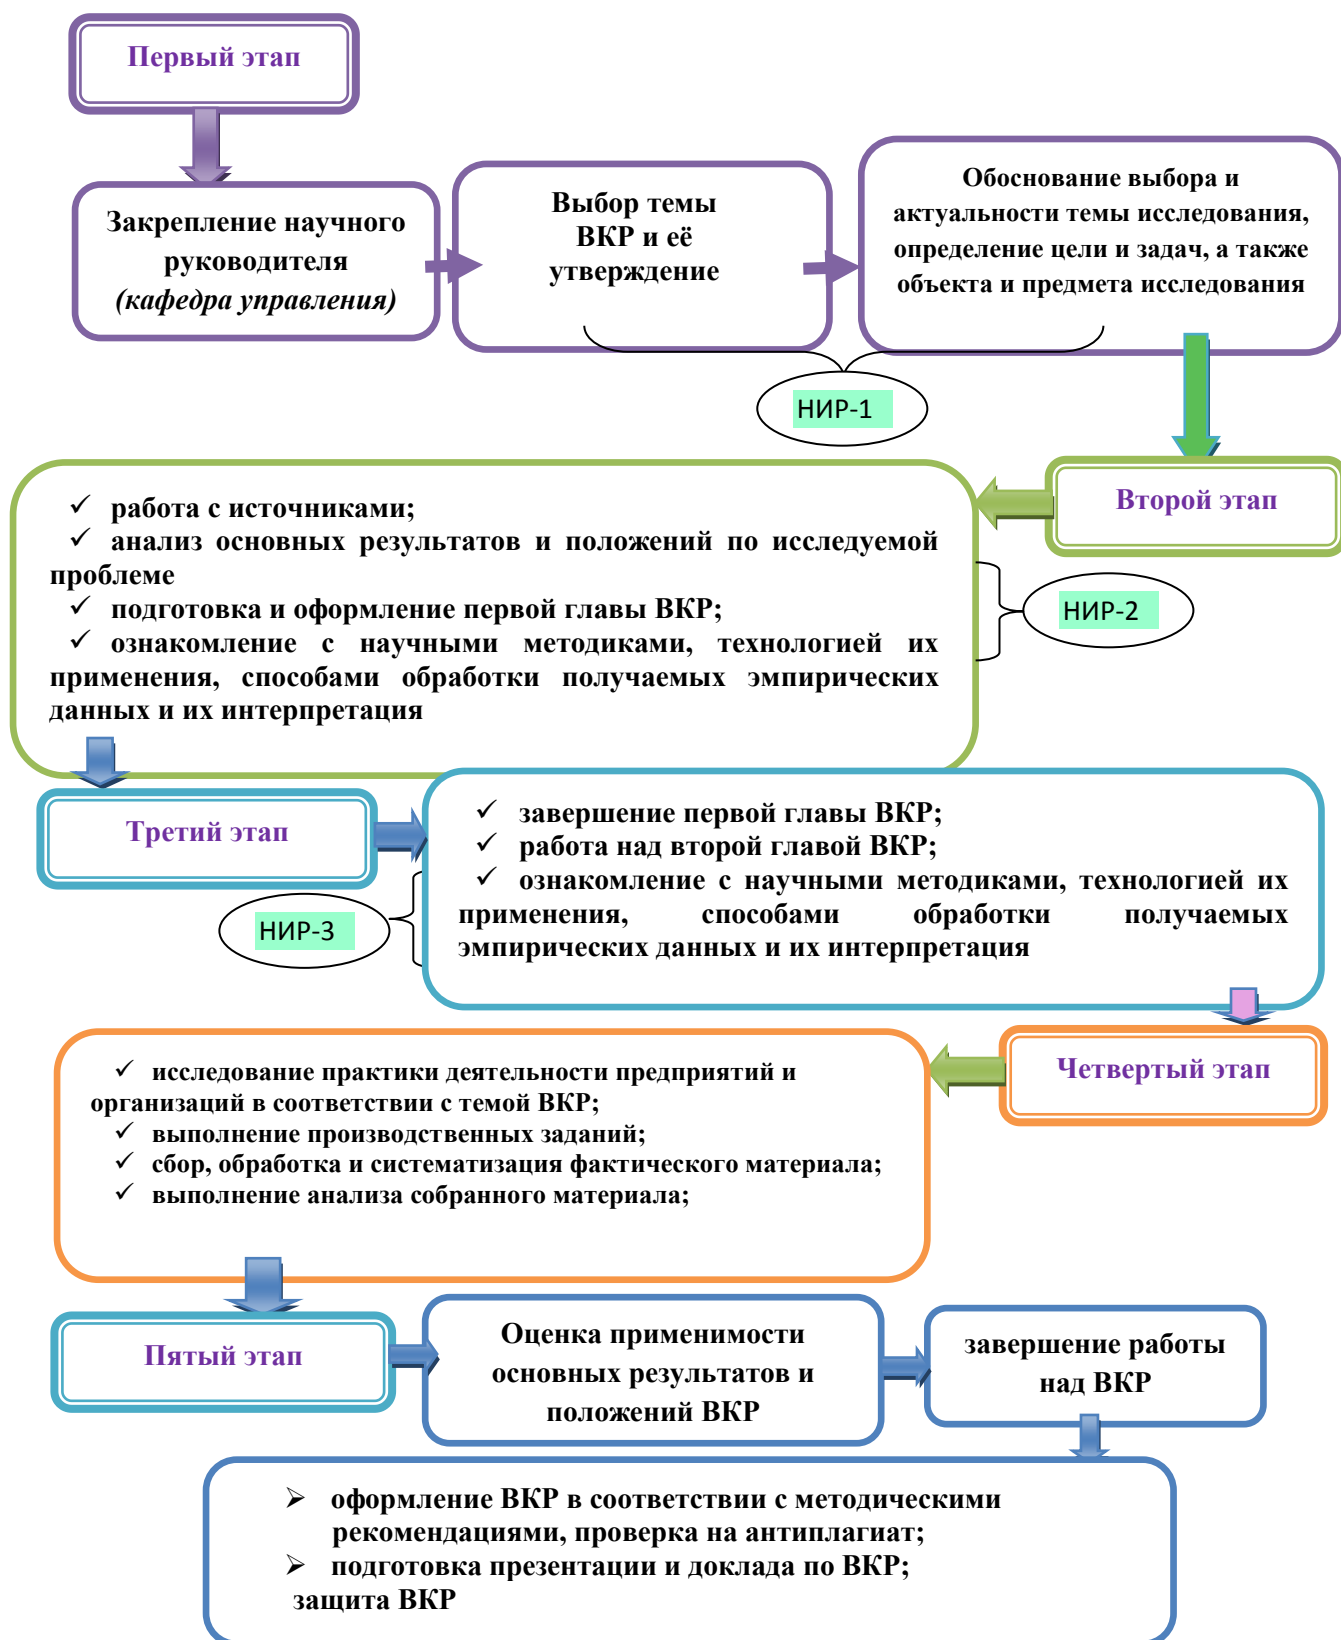 Первый этап
Закрепление научного
руководителя
(кафедра управления)
Выбор темы
ВКР и её
утверждение
Обоснование выбора и
актуальности темы исследования,
определение цели и задач, а также
объекта и предмета исследования
НИР-1
Второй этап
✓ работа с источниками;
✓ анализ основных результатов и положений по исследуемой
проблеме
✓ подготовка и оформление первой главы ВКР;
✓ ознакомление с научными методиками, технологией их
применения, способами обработки получаемых эмпирических
данных и их интерпретация
НИР-2
Третий этап
✓ завершение первой главы ВКР;
✓ работа над второй главой ВКР;
✓ ознакомление с научными методиками, технологией их
применения, способами обработки получаемых
эмпирических данных и их интерпретация
НИР-3
Четвертый этап
✓ исследование практики деятельности предприятий и
организаций в соответствии с темой ВКР;
✓ выполнение производственных заданий;
✓ сбор, обработка и систематизация фактического материала;
✓ выполнение анализа собранного материала;
Пятый этап
Оценка применимости
основных результатов и
положений ВКР
завершение работы
над ВКР
➢ оформление ВКР в соответствии с методическими
рекомендациями, проверка на антиплагиат;
➢ подготовка презентации и доклада по ВКР;
защита ВКР